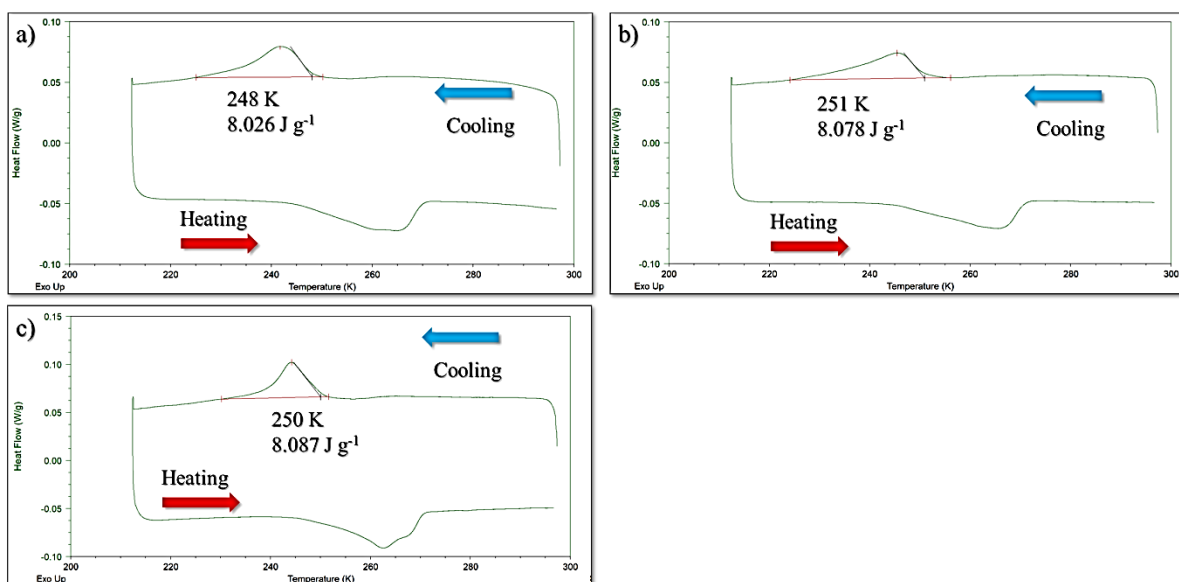 a)
0.10
0.05
0.00
-0.05
-0.10
Heat Flow (W/g)
248 K
8.026 J g⁻¹
Cooling
Heating
200
220
240
260
280
300
Exo Up
Temperature (K)
b)
0.10
0.05
0.00
-0.05
-0.10
Heat Flow (W/g)
251 K
8.078 J g⁻¹
Cooling
Heating
200
220
240
260
280
300
Exo Up
Temperature (K)
c)
0.15
0.10
0.05
0.00
-0.05
-0.10
Heat Flow (W/g)
Cooling
250 K
8.087 J g⁻¹
Heating
200
220
240
260
280
300
Exo Up
Temperature (K)